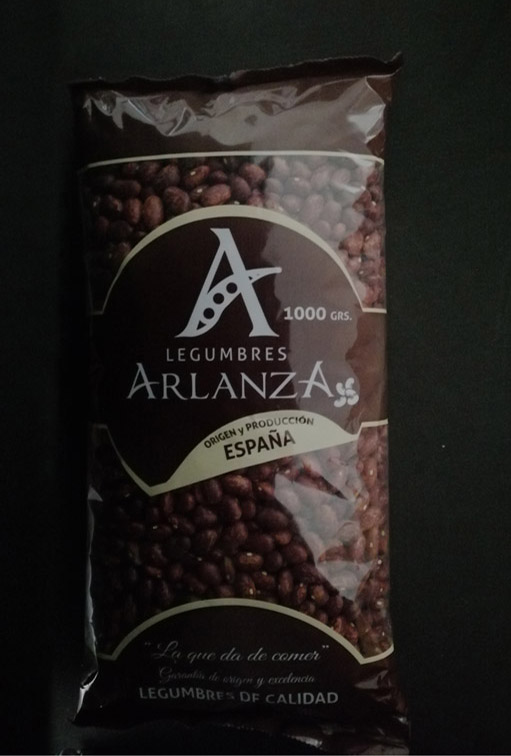 A
1000 GRS.
LEGUMBRES
ARLANZA
ORIGEN y PRODUCCIÓN
ESPAÑA
"La que da de comer"
Garantía de origen y excelencia
LEGUMBRES DE CALIDAD